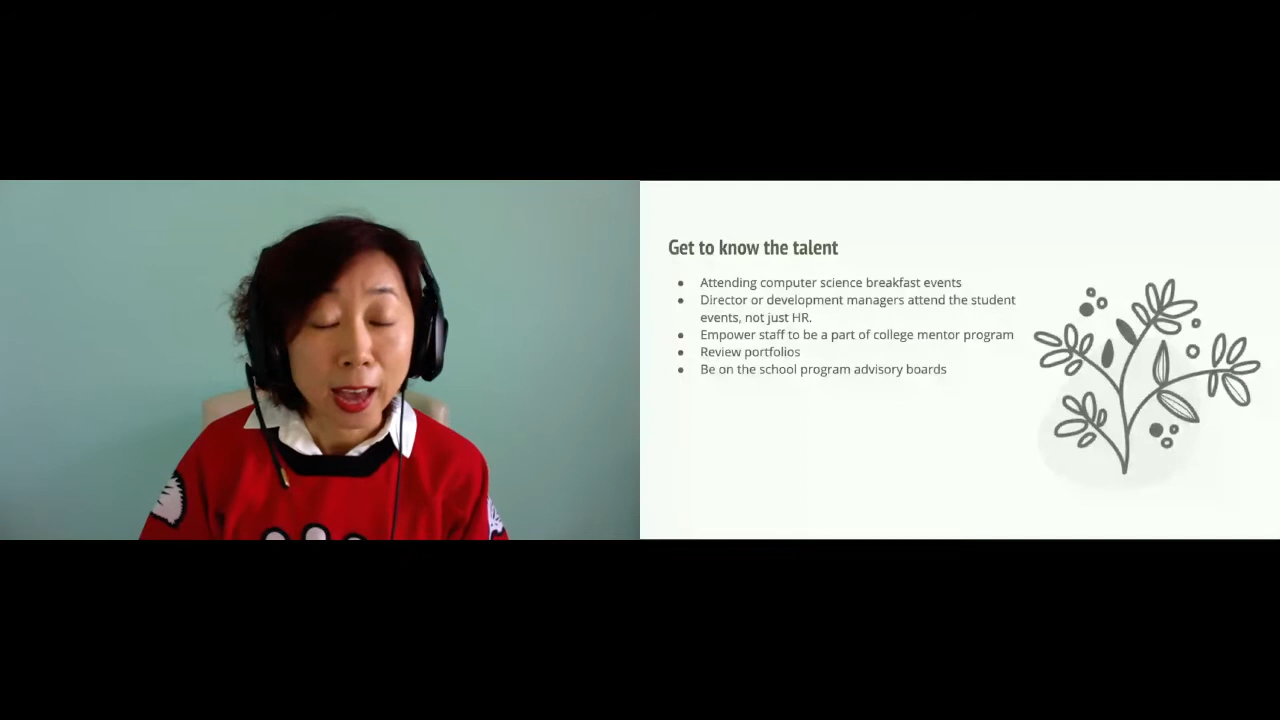 Get to know the talent
● Attending computer science breakfast events
● Director or development managers attend the student
events, not just HR.
● Empower staff to be a part of college mentor program
● Review portfolios
● Be on the school program advisory boards